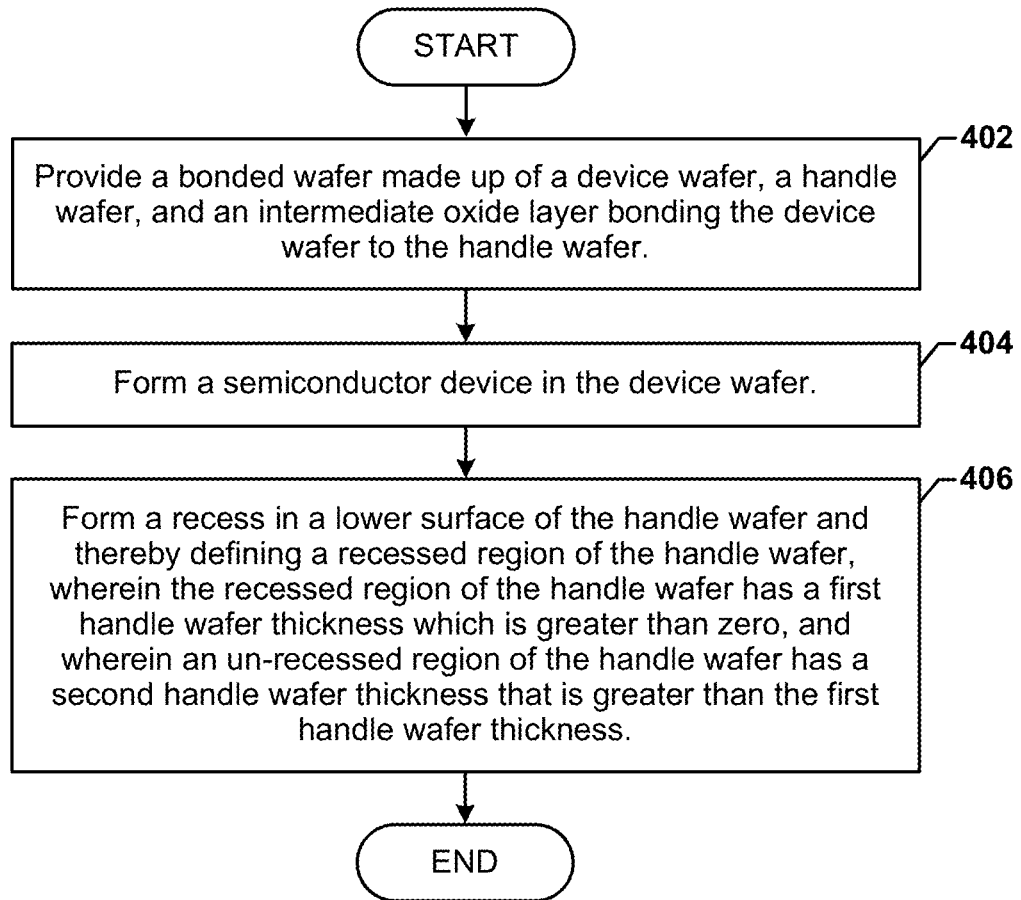 START
402
Provide a bonded wafer made up of a device wafer, a handle
wafer, and an intermediate oxide layer bonding the device
wafer to the handle wafer.
404
Form a semiconductor device in the device wafer.
406
Form a recess in a lower surface of the handle wafer and
thereby defining a recessed region of the handle wafer,
wherein the recessed region of the handle wafer has a first
handle wafer thickness which is greater than zero, and
wherein an un-recessed region of the handle wafer has a
second handle wafer thickness that is greater than the first
handle wafer thickness.
END